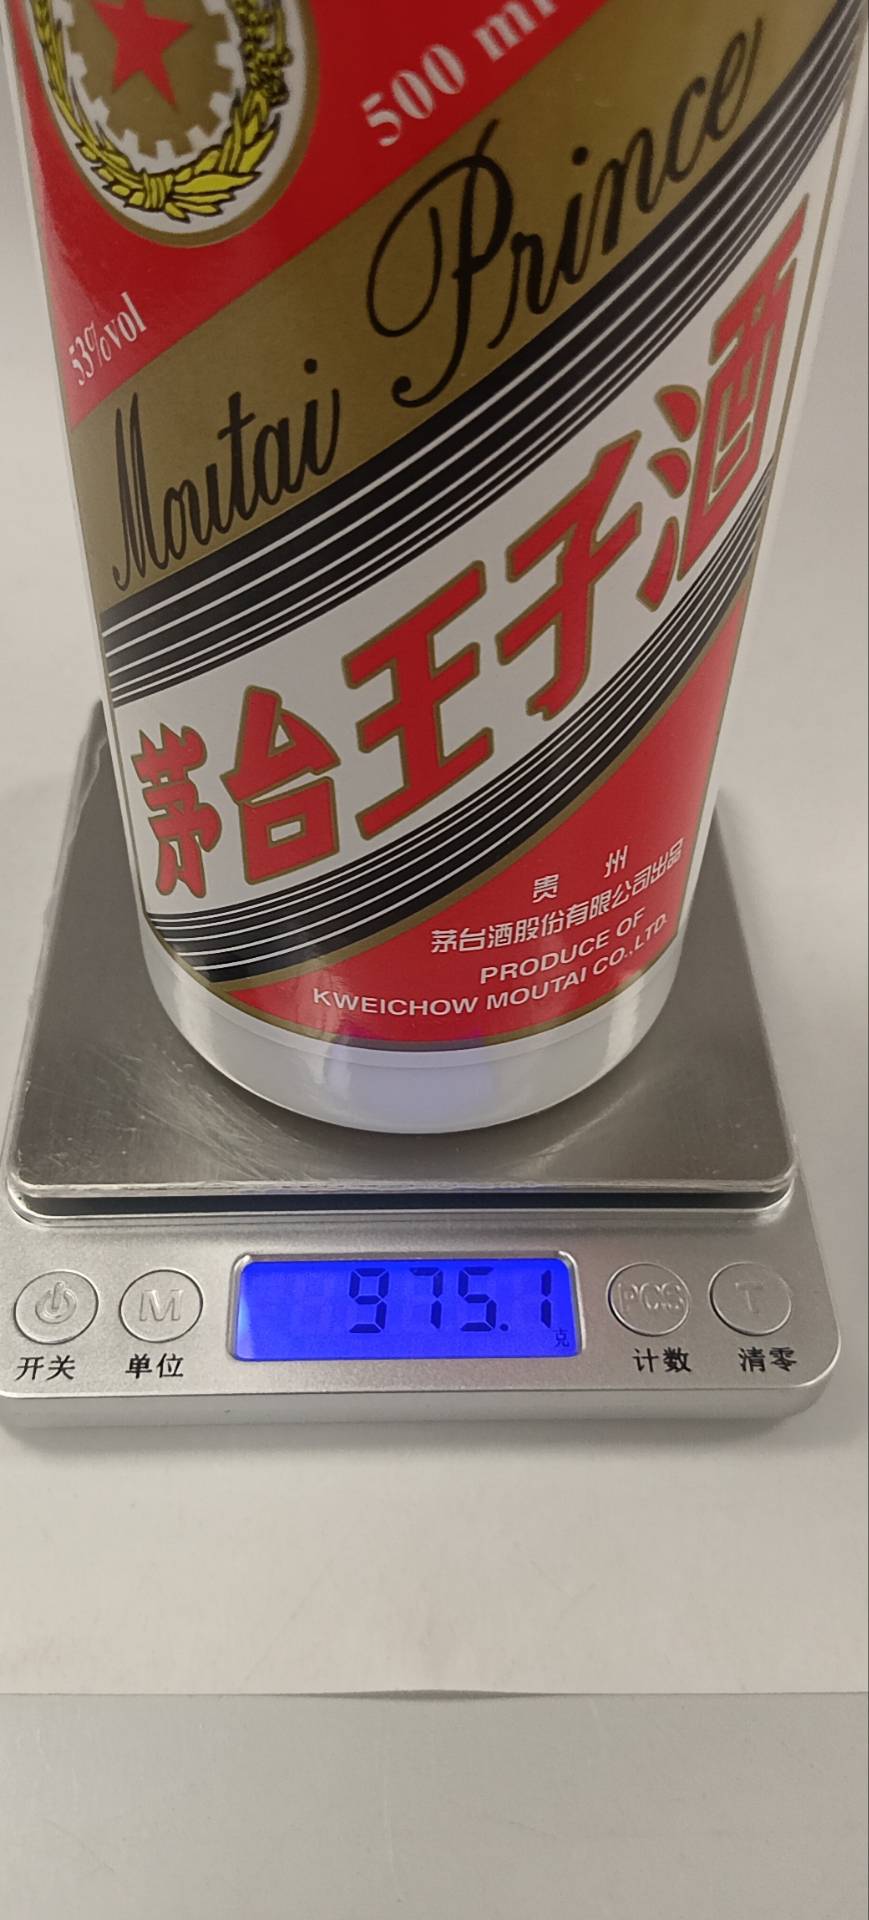 500 ml
53%vol
Moutai Prince
茅台王子酒
贵州
茅台酒股份有限公司出品
PRODUCE OF
KWEICHOW MOUTAI CO.,LTD.
975.1
克
M
PCS
T
开关
单位
计数
清零